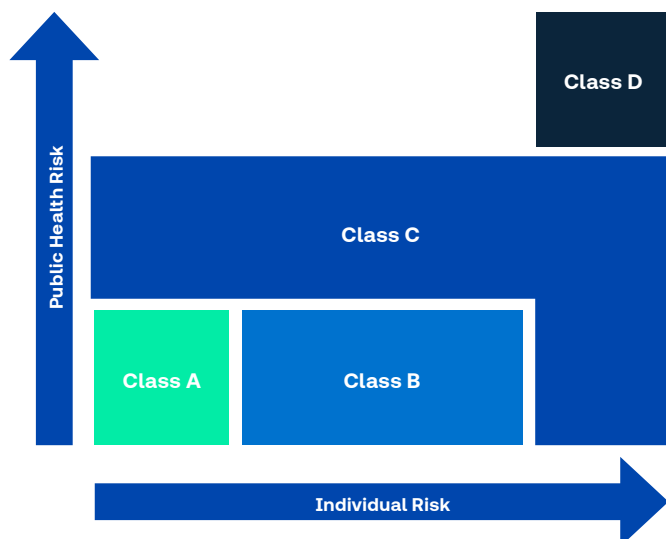 Class D
Public Health Risk
Class C
Class A
Class B
Individual Risk